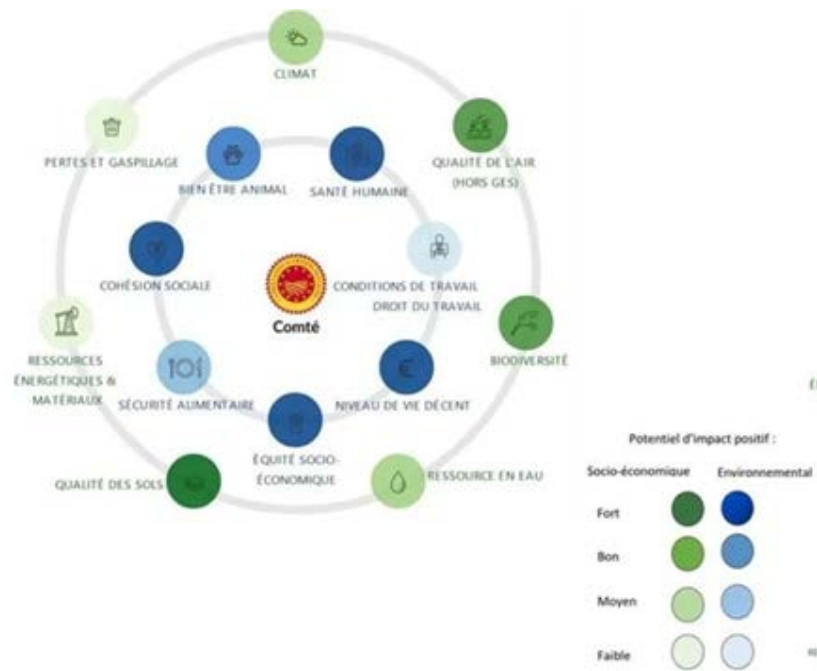 CLIMAT
PERTES ET GASPILLAGE
QUALITÉ DE L'AIR
(HORS GES)
BIEN ÊTRE ANIMAL
SANTÉ HUMAINE
COHÉSION SOCIALE
CONDITIONS DE TRAVAIL
DROIT DU TRAVAIL
Comté
RESSOURCES
ÉNERGÉTIQUES &
MATÉRIAUX
BIODIVERSITÉ
SÉCURITÉ ALIMENTAIRE
NIVEAU DE VIE DÉCENT
ÉQUITÉ SOCIO-
ÉCONOMIQUE
QUALITÉ DES SOLS
RESSOURCE EN EAU
Potentiel d'impact positif :
Socio-économique
Environnemental
Fort
Bon
Moyen
Faible